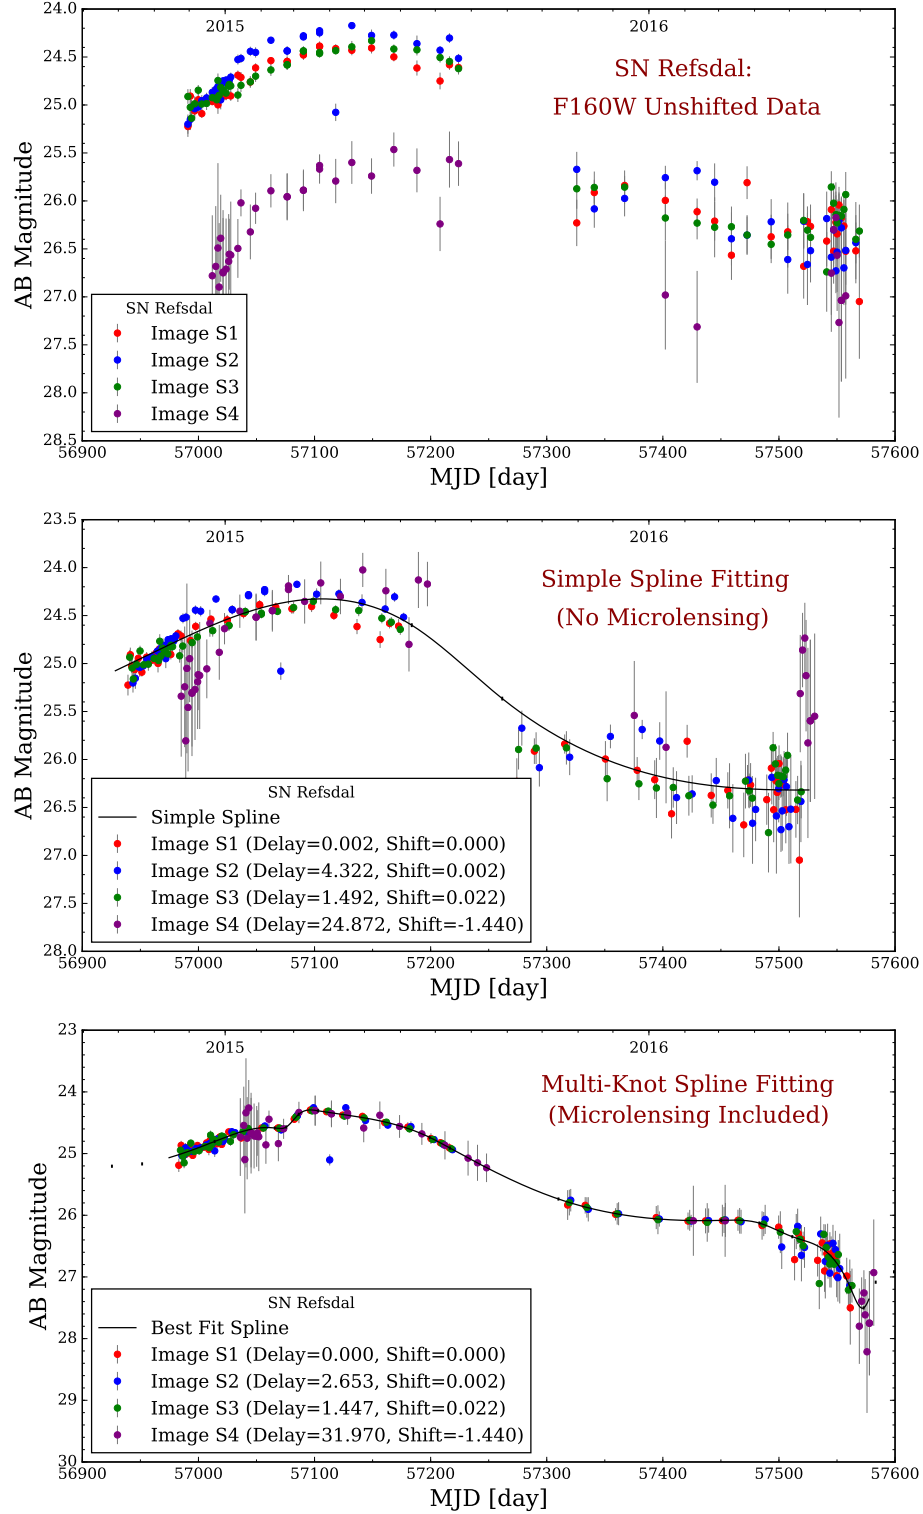 2015 2016
24.0
24.5
25.0
25.5
26.0
26.5
27.0
27.5
28.0
28.5
AB Magnitude
SN Refsdal:
F160W Unshifted Data
SN Refsdal
Image S1
Image S2
Image S3
Image S4
56900 57000 57100 57200 57300 57400 57500 57600
MJD [day]
2015 2016
23.5
24.0
24.5
25.0
25.5
26.0
26.5
27.0
27.5
28.0
AB Magnitude
Simple Spline Fitting
(No Microlensing)
SN Refsdal
Simple Spline
Image S1 (Delay=0.002, Shift=0.000)
Image S2 (Delay=4.322, Shift=0.002)
Image S3 (Delay=1.492, Shift=0.022)
Image S4 (Delay=24.872, Shift=-1.440)
56900 57000 57100 57200 57300 57400 57500 57600
MJD [day]
2015 2016
23
24
25
26
27
28
29
30
AB Magnitude
Multi-Knot Spline Fitting
(Microlensing Included)
SN Refsdal
Best Fit Spline
Image S1 (Delay=0.000, Shift=0.000)
Image S2 (Delay=2.653, Shift=0.002)
Image S3 (Delay=1.447, Shift=0.022)
Image S4 (Delay=31.970, Shift=-1.440)
56900 57000 57100 57200 57300 57400 57500 57600
MJD [day]